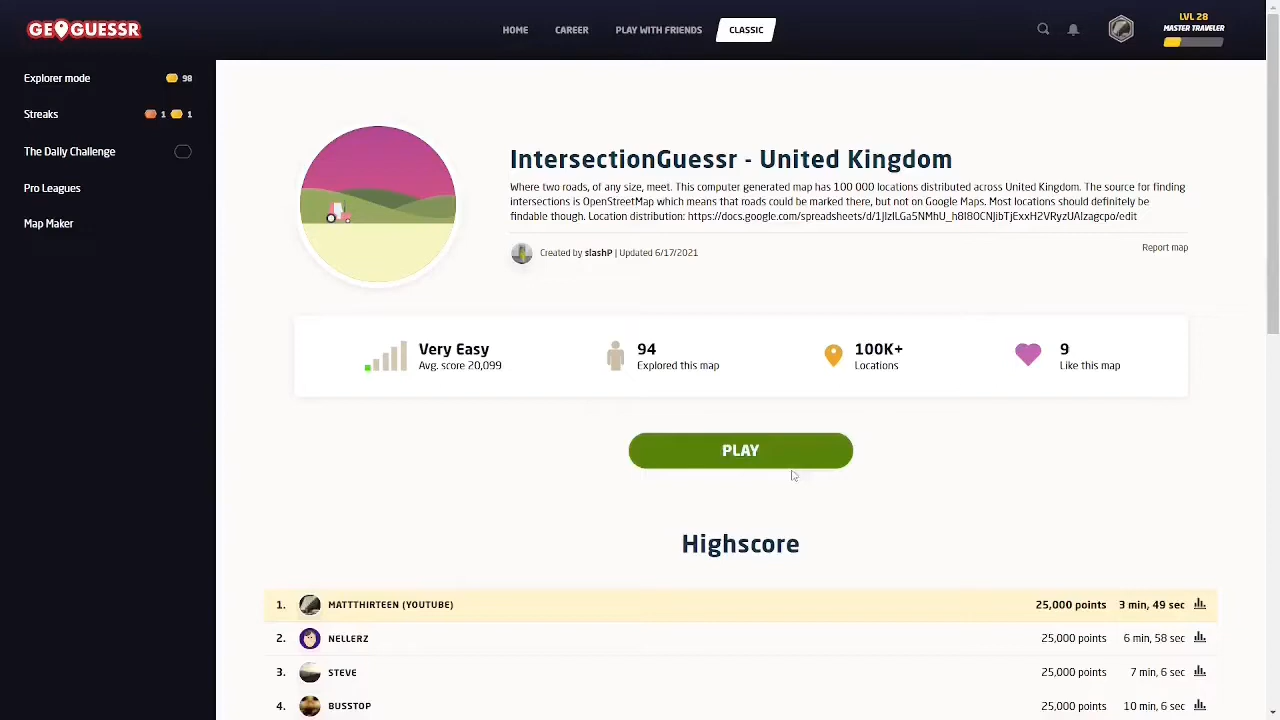 GEOGUESSR
HOME
CAREER
PLAY WITH FRIENDS
CLASSIC
LVL 28
MASTER TRAVELER
Explorer mode 98
Streaks 1 1
The Daily Challenge
Pro Leagues
Map Maker
IntersectionGuessr - United Kingdom
Where two roads, of any size, meet. This computer generated map has 100 000 locations distributed across United Kingdom. The source for finding
intersections is OpenStreetMap which means that roads could be marked there, but not on Google Maps. Most locations should definitely be
findable though. Location distribution:
Created by slashP | Updated 6/17/2021
Report map
Very Easy
Avg. score 20,099
94
Explored this map
100K+
Locations
9
Like this map
PLAY
Highscore
1. MATTTHIRTEEN (YOUTUBE) 25,000 points 3 min, 49 sec
2. NELLERZ 25,000 points 6 min, 58 sec
3. STEVE 25,000 points 7 min, 6 sec
4. BUSSTOP 25,000 points 10 min, 6 sec